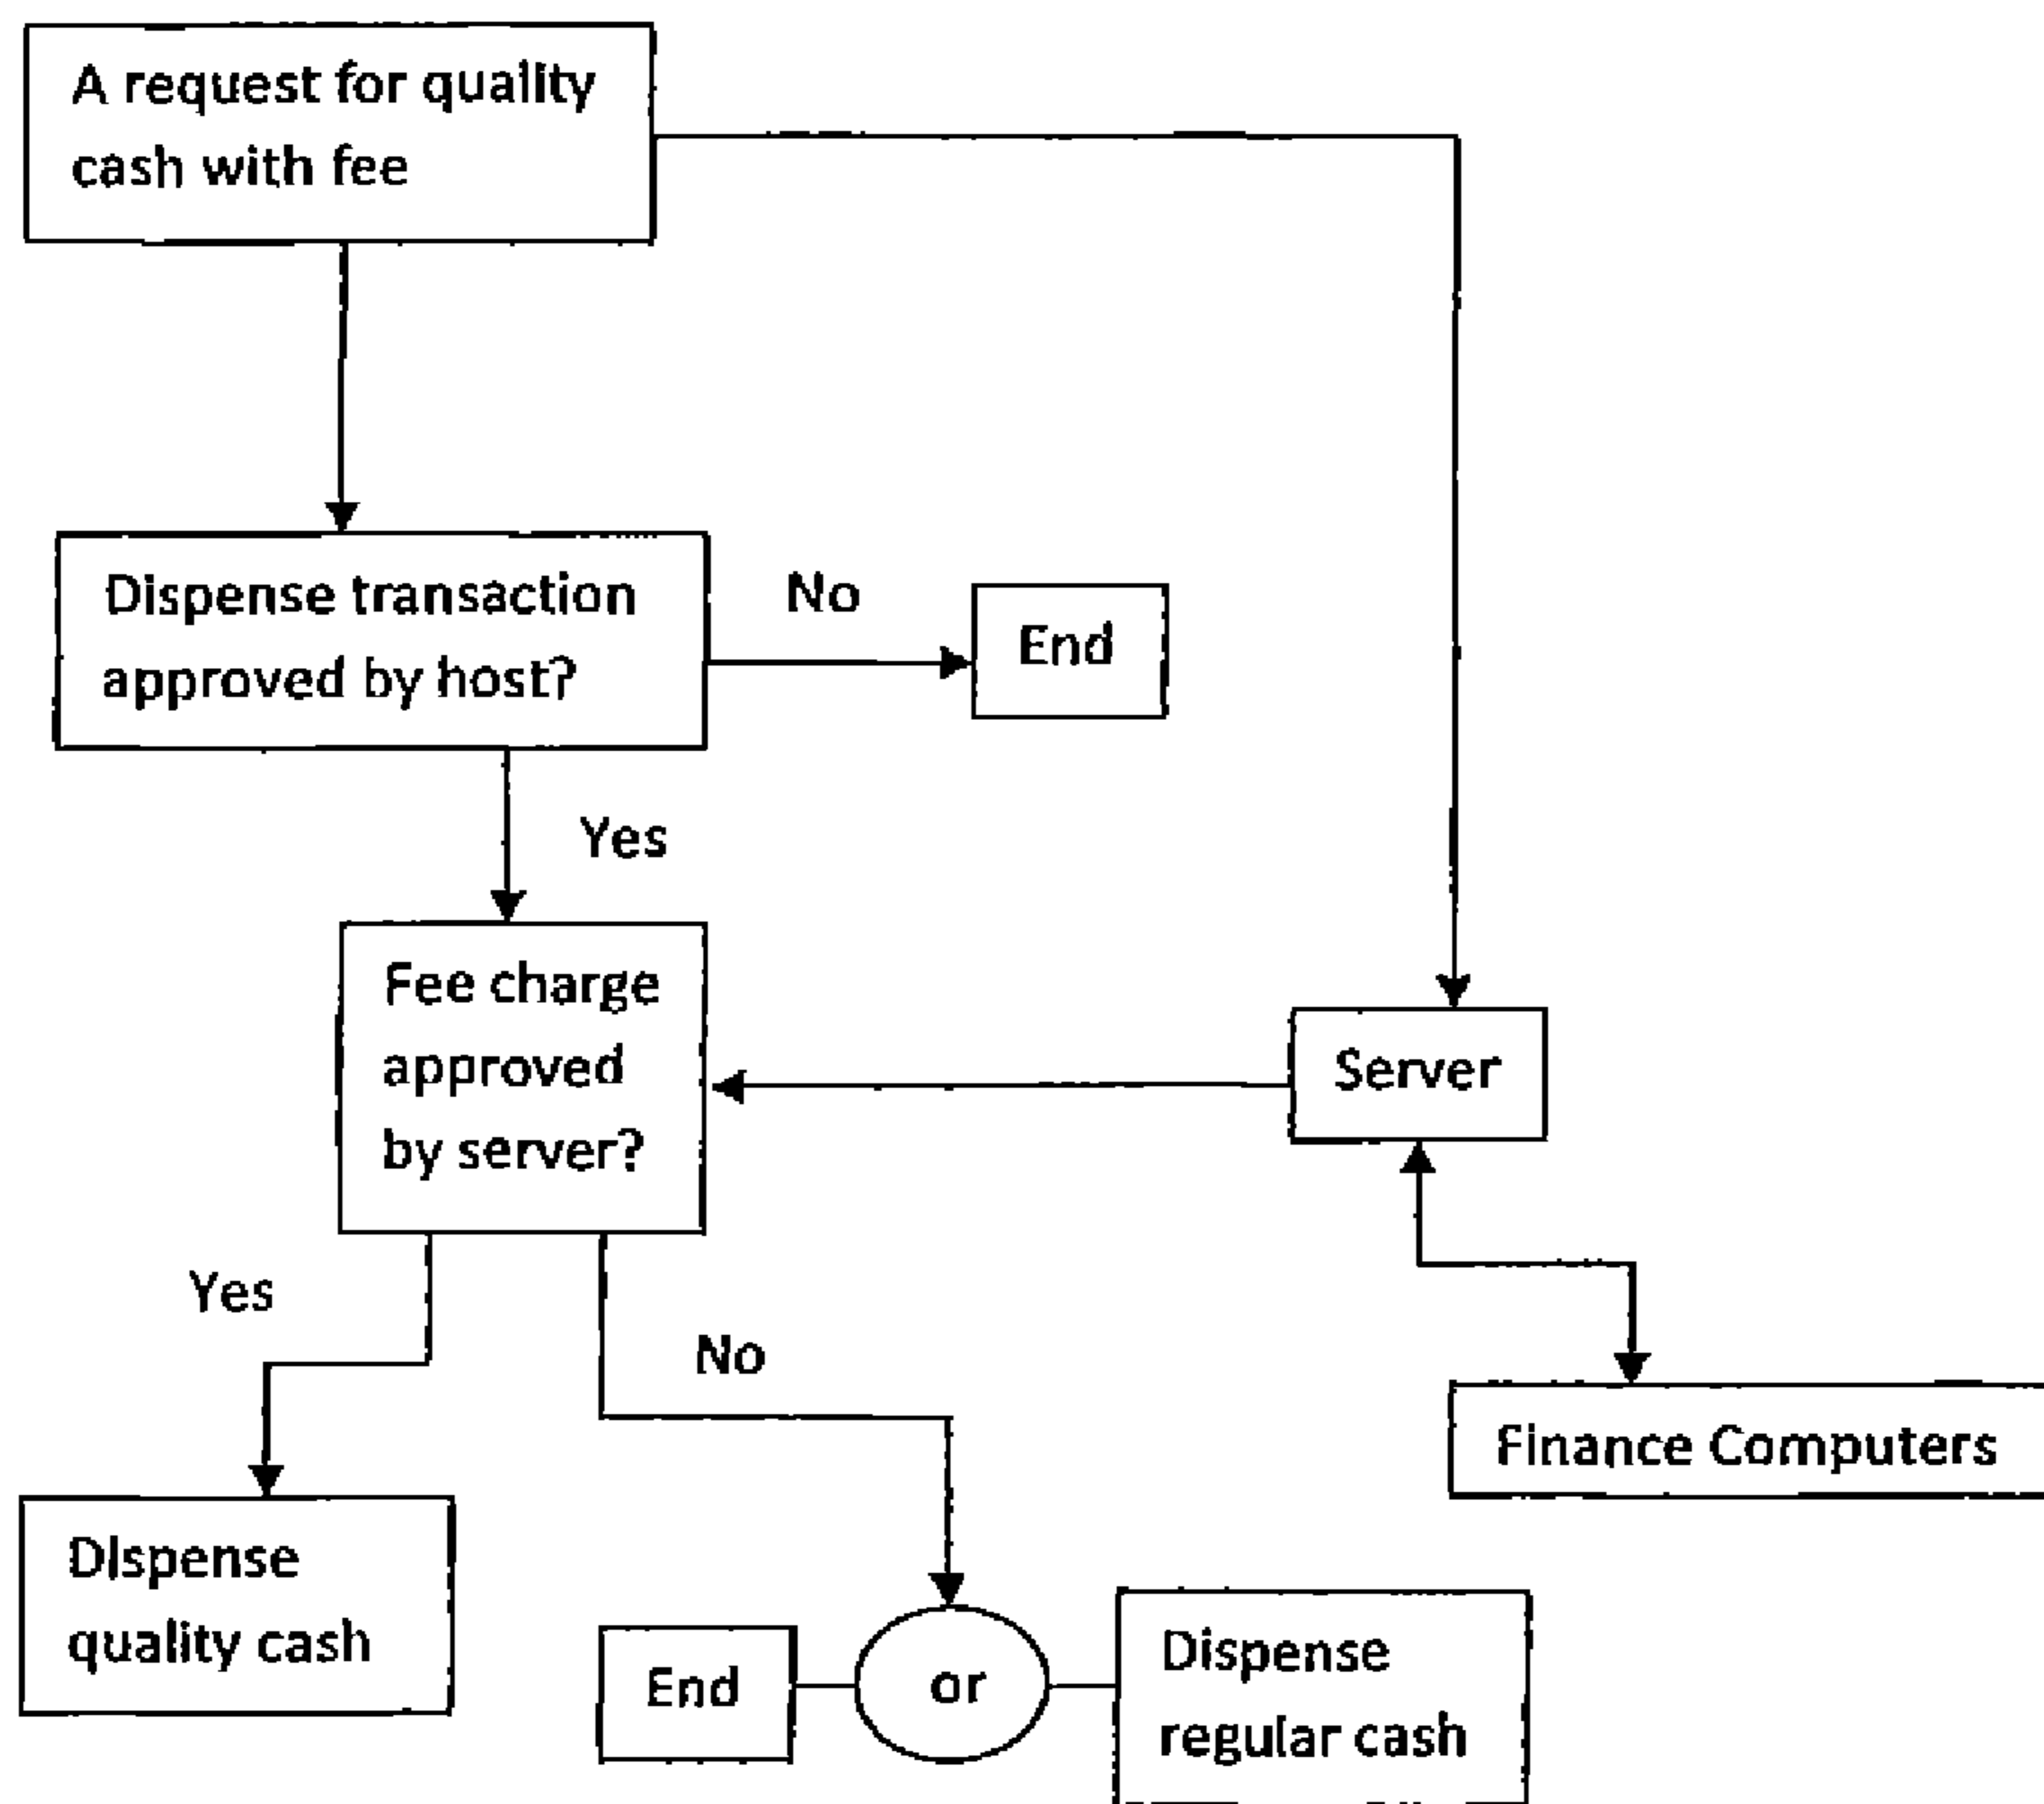 A request for quality
cash with fee
Dispense transaction
approved by host?
No
End
Yes
Fee charge
approved
by server?
Server
Yes
No
Finance Computers
Dispense
quality cash
End
or
Dispense
regular cash